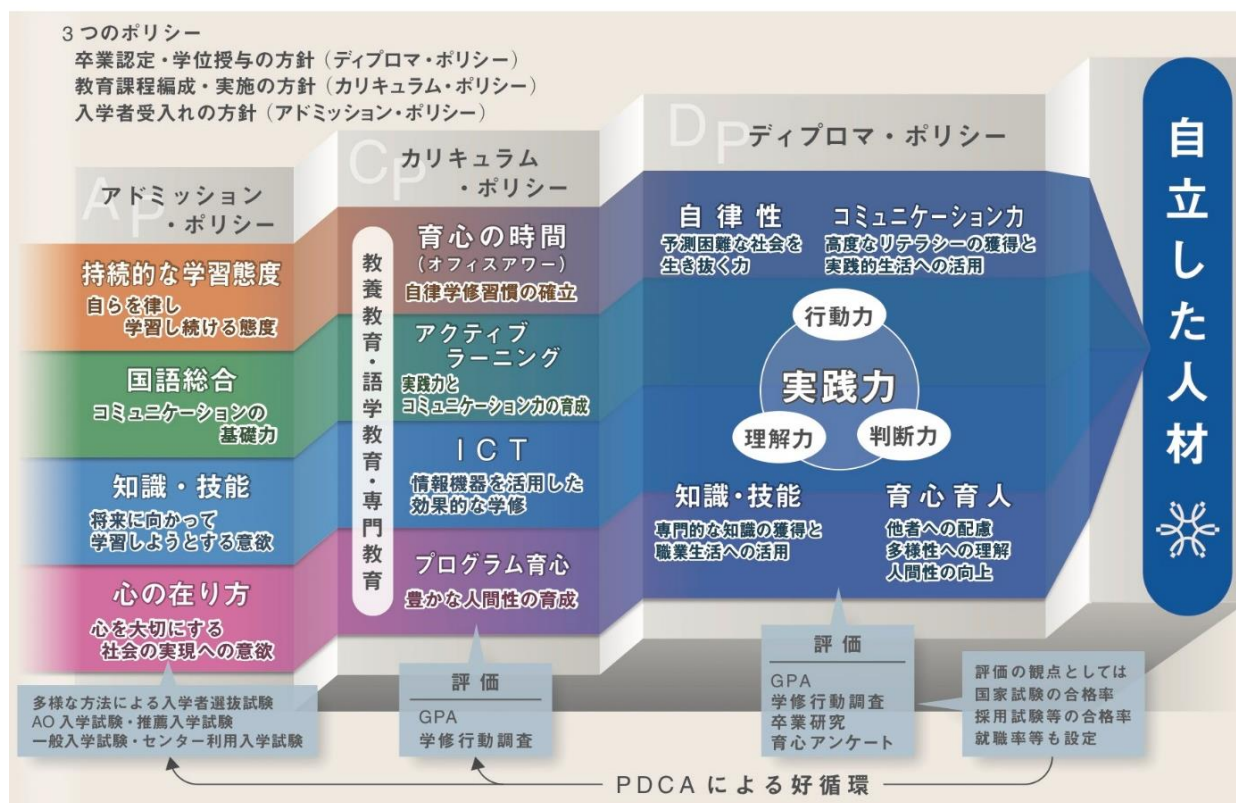 3つのポリシー
卒業認定・学位授与の方針(ディプロマ・ポリシー)
教育課程編成・実施の方針(カリキュラム・ポリシー)
入学者受入れの方針(アドミッション・ポリシー)
AP
アドミッション
・ポリシー
持続的な学習態度
自らを律し
学習し続ける態度
国語総合
コミュニケーションの
基礎力
知識・技能
将来に向かって
学習しようとする意欲
心の在り方
心を大切にする
社会の実現への意欲
多様な方法による入学者選抜試験
AO入学試験・推薦入学試験
一般入学試験・センター利用入学試験
CP
カリキュラム
・ポリシー
教養教育・語学教育・専門教育
育心の時間
(オフィスアワー)
自律学修習慣の確立
アクティブ
ラーニング
実践力と
コミュニケーション力の育成
ICT
情報機器を活用した
効果的な学修
プログラム育心
豊かな人間性の育成
評価
GPA
学修行動調査
DP
ディプロマ・ポリシー
自律性
予測困難な社会を
生き抜く力
コミュニケーション力
高度なリテラシーの獲得と
実践的生活への活用
行動力
実践力
理解力
判断力
知識・技能
専門的な知識の獲得と
職業生活への活用
育心育人
他者への配慮
多様性への理解
人間性の向上
評価
GPA
学修行動調査
卒業研究
育心アンケート
評価の観点としては
国家試験の合格率
採用試験等の合格率
就職率等も設定
自立した人材
PDCAによる好循環